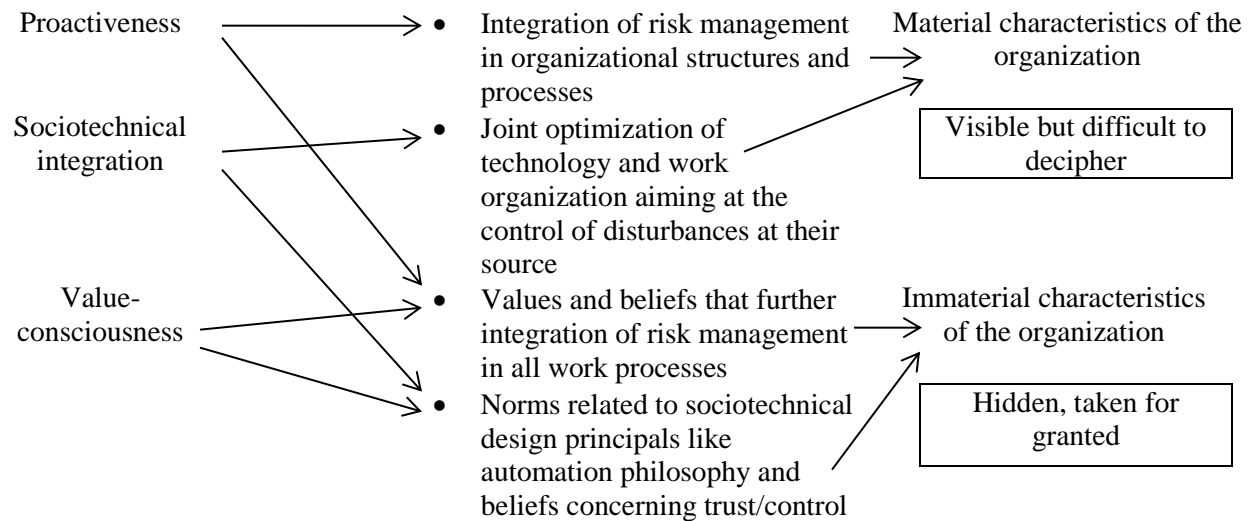 Proactiveness
Sociotechnical
integration
Value-
consciousness
• Integration of risk management
in organizational structures and
processes
• Joint optimization of
technology and work
organization aiming at the
control of disturbances at their
source
• Values and beliefs that further
integration of risk management
in all work processes
• Norms related to sociotechnical
design principals like
automation philosophy and
beliefs concerning trust/control
Material characteristics of the
organization
Visible but difficult to
decipher
Immaterial characteristics
of the organization
Hidden, taken for
granted